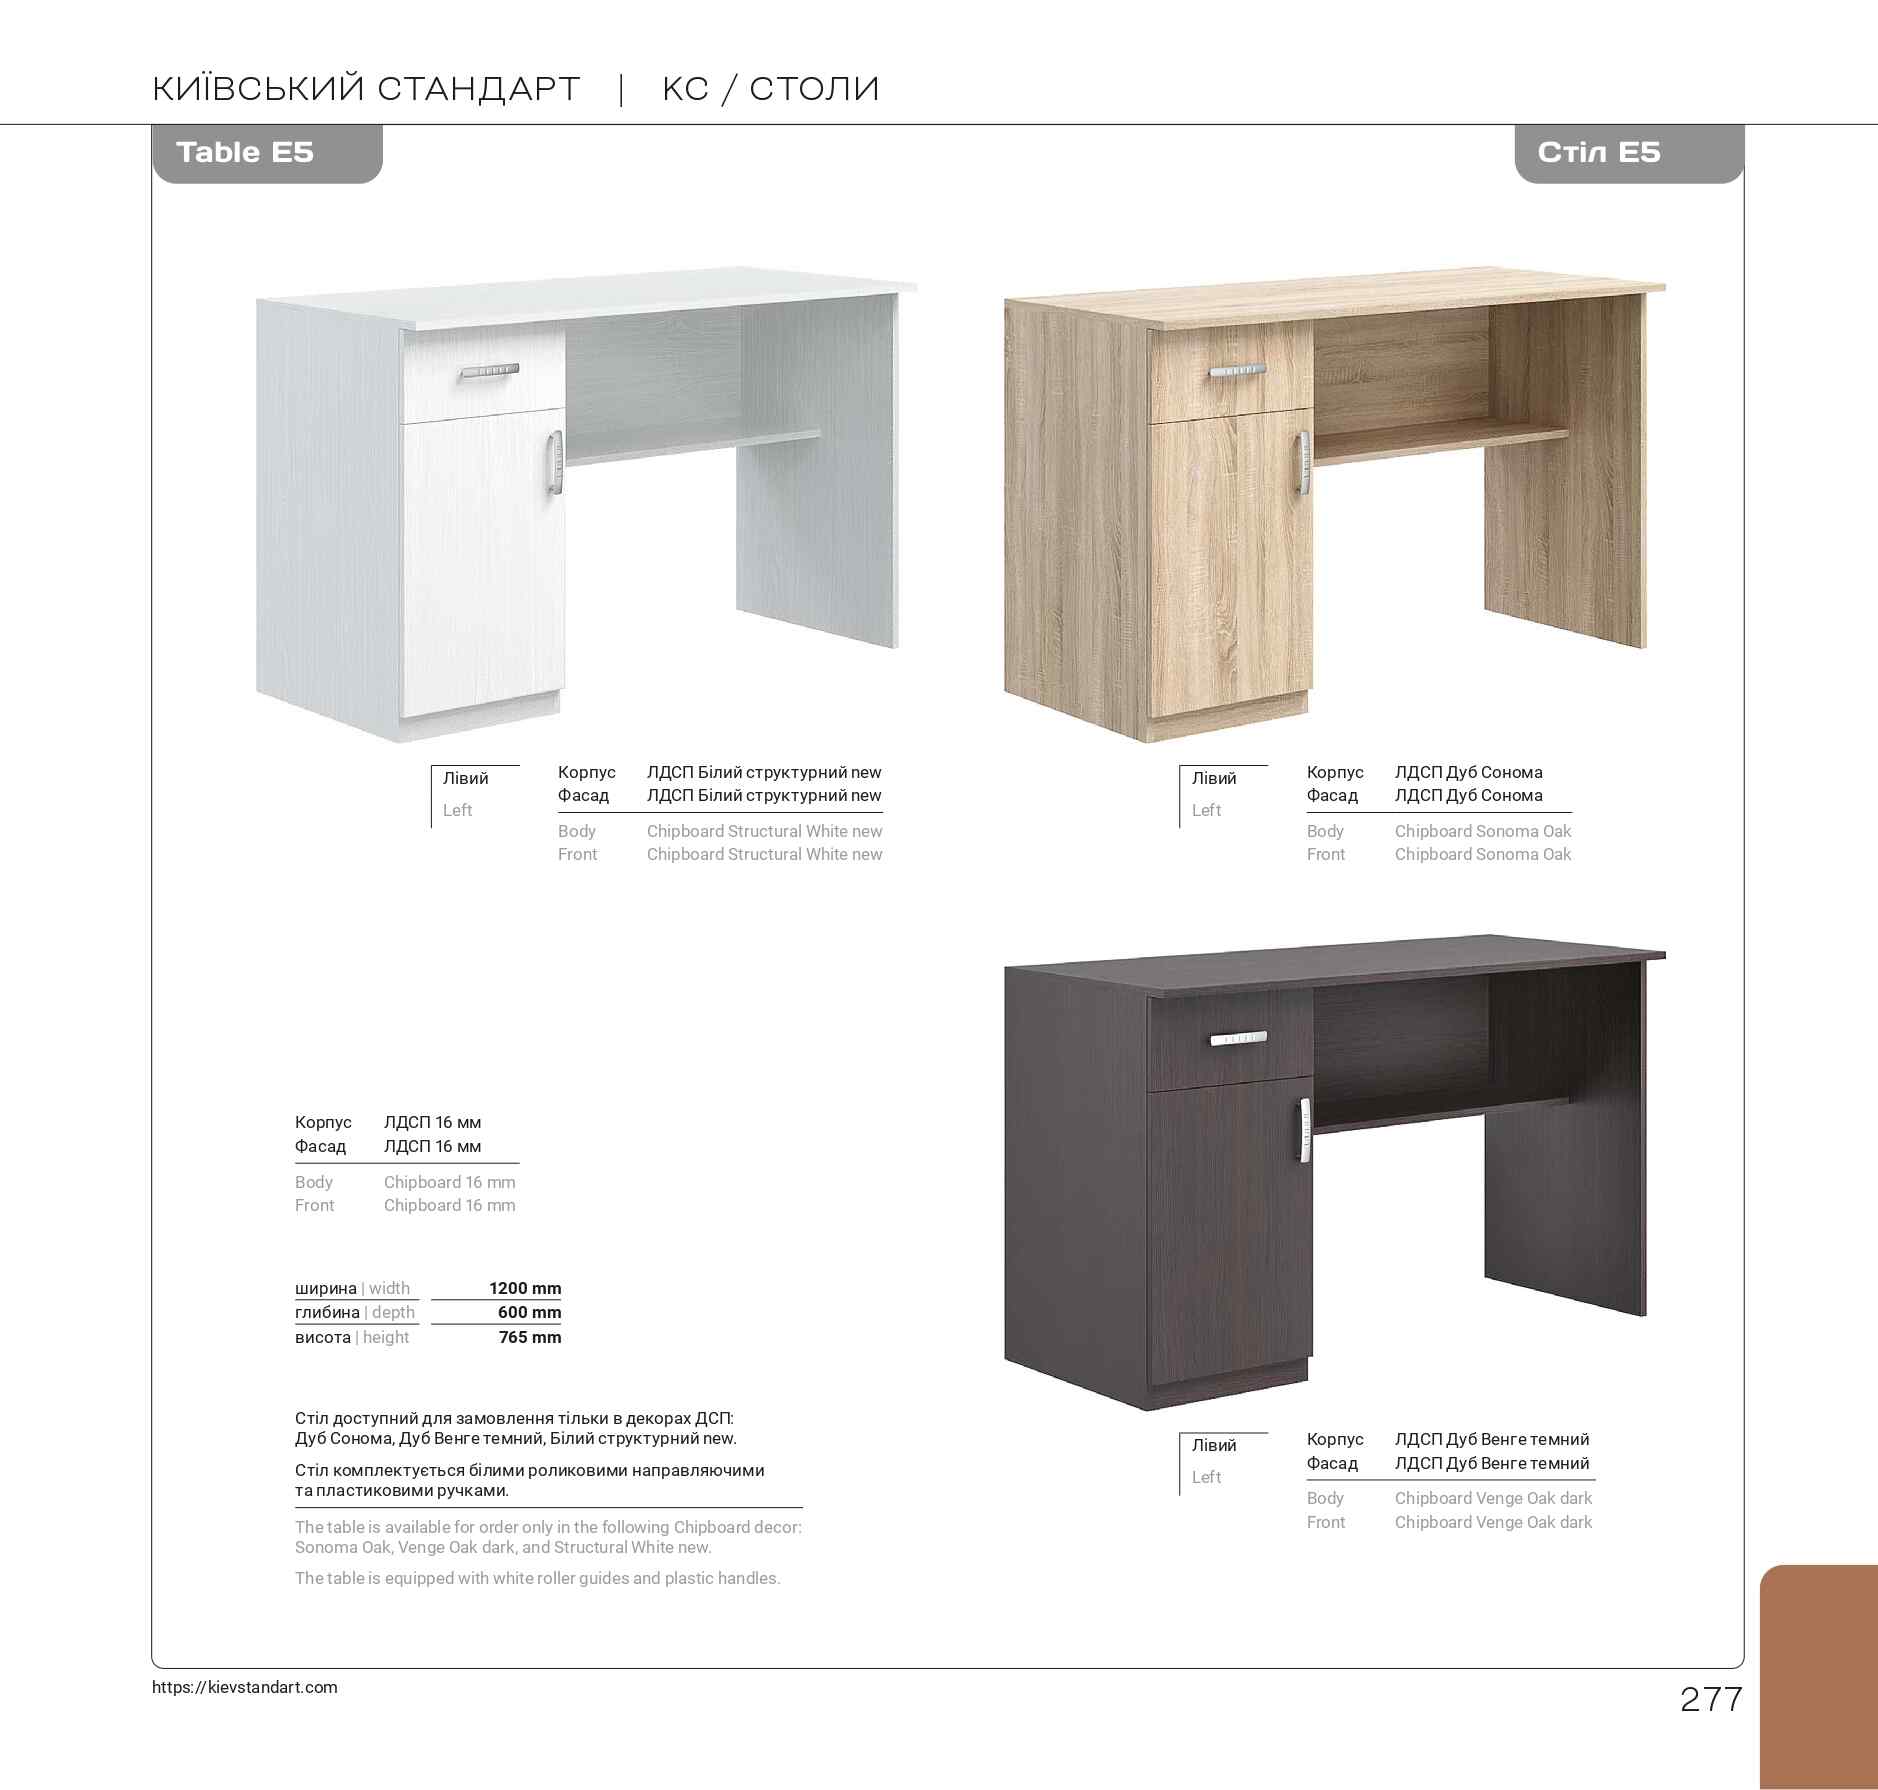 КИЇВСЬКИЙ СТАНДАРТ | КС / СТОЛИ
Table E5
Стіл Е5
Лівий
Left
Корпус ЛДСП Білий структурний new
Фасад ЛДСП Білий структурний new
Body Chipboard Structural White new
Front Chipboard Structural White new
Лівий
Left
Корпус ЛДСП Дуб Сонома
Фасад ЛДСП Дуб Сонома
Body Chipboard Sonoma Oak
Front Chipboard Sonoma Oak
Корпус ЛДСП 16 мм
Фасад ЛДСП 16 мм
Body Chipboard 16 mm
Front Chipboard 16 mm
ширина | width 1200 mm
глибина | depth 600 mm
висота | height 765 mm
Стіл доступний для замовлення тільки в декорах ДСП:
Дуб Сонома, Дуб Венге темний, Білий структурний new.
Стіл комплектується білими роликовими направляючими
та пластиковими ручками.
The table is available for order only in the following Chipboard decor:
Sonoma Oak, Venge Oak dark, and Structural White new.
The table is equipped with white roller guides and plastic handles.
Лівий
Left
Корпус ЛДСП Дуб Венге темний
Фасад ЛДСП Дуб Венге темний
Body Chipboard Venge Oak dark
Front Chipboard Venge Oak dark
https://kievstandart.com
277